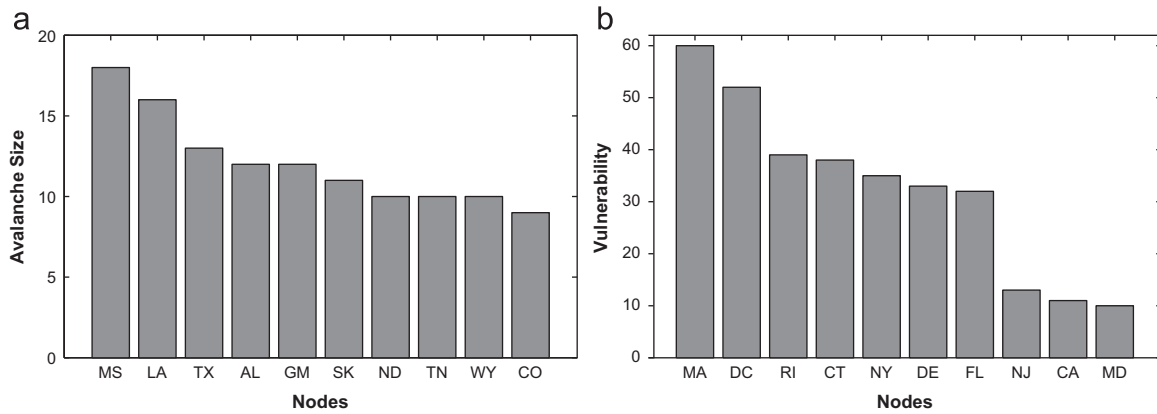 a
20
15
10
5
0
Avalanche Size
MS LA TX AL GM SK ND TN WY CO
Nodes
b
60
50
40
30
20
10
0
Vulnerability
MA DC RI CT NY DE FL NJ CA MD
Nodes